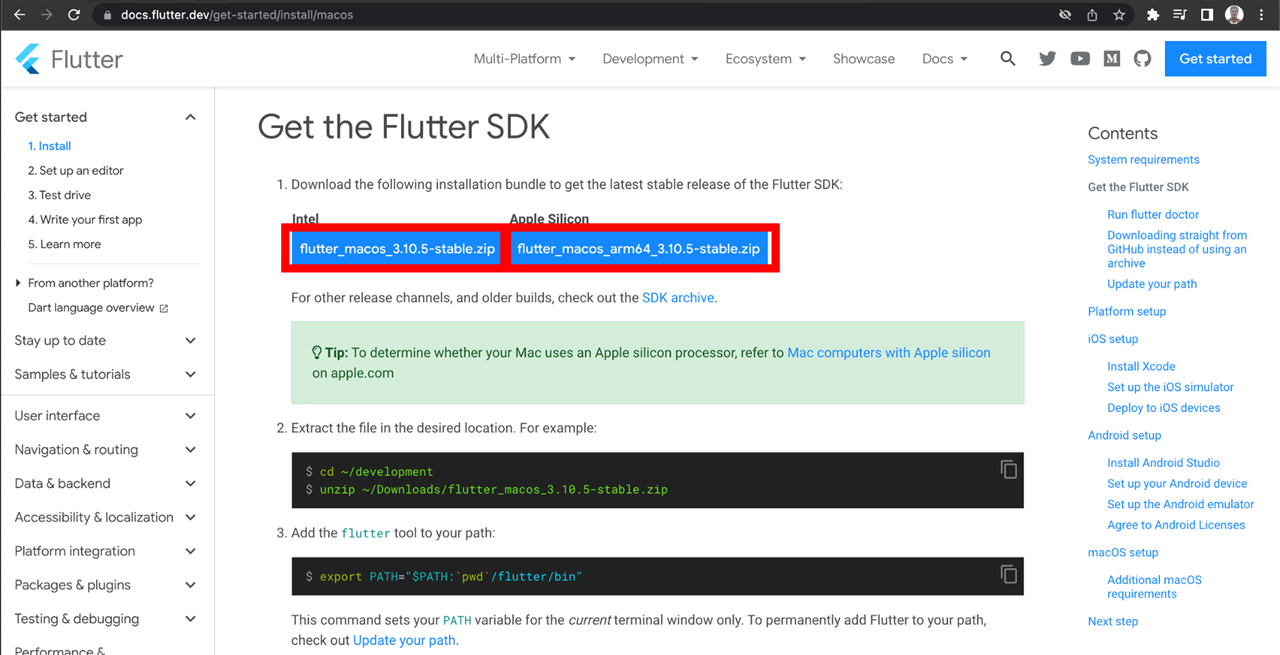 docs.flutter.dev/get-started/install/macos
Flutter
Multi-Platform
Development
Ecosystem
Showcase
Docs
Get started
Get started
1. Install
2. Set up an editor
3. Test drive
4. Write your first app
5. Learn more
From another platform?
Dart language overview
Stay up to date
Samples & tutorials
User interface
Navigation & routing
Data & backend
Accessibility & localization
Platform integration
Packages & plugins
Testing & debugging
Performance &
Get the Flutter SDK
1. Download the following installation bundle to get the latest stable release of the Flutter SDK:
Intel
Apple Silicon
flutter_macos_3.10.5-stable.zip
flutter_macos_arm64_3.10.5-stable.zip
For other release channels, and older builds, check out the SDK archive.
Tip: To determine whether your Mac uses an Apple silicon processor, refer to Mac computers with Apple silicon
on apple.com
2. Extract the file in the desired location. For example:
$ cd ~/development
$ unzip ~/Downloads/flutter_macos_3.10.5-stable.zip
3. Add the flutter tool to your path:
$ export PATH="$PATH:`pwd`/flutter/bin"
This command sets your PATH variable for the current terminal window only. To permanently add Flutter to your path,
check out Update your path.
Contents
System requirements
Get the Flutter SDK
Run flutter doctor
Downloading straight from
GitHub instead of using an
archive
Update your path
Platform setup
iOS setup
Install Xcode
Set up the iOS simulator
Deploy to iOS devices
Android setup
Install Android Studio
Set up your Android device
Set up the Android emulator
Agree to Android Licenses
macOS setup
Additional macOS
requirements
Next step